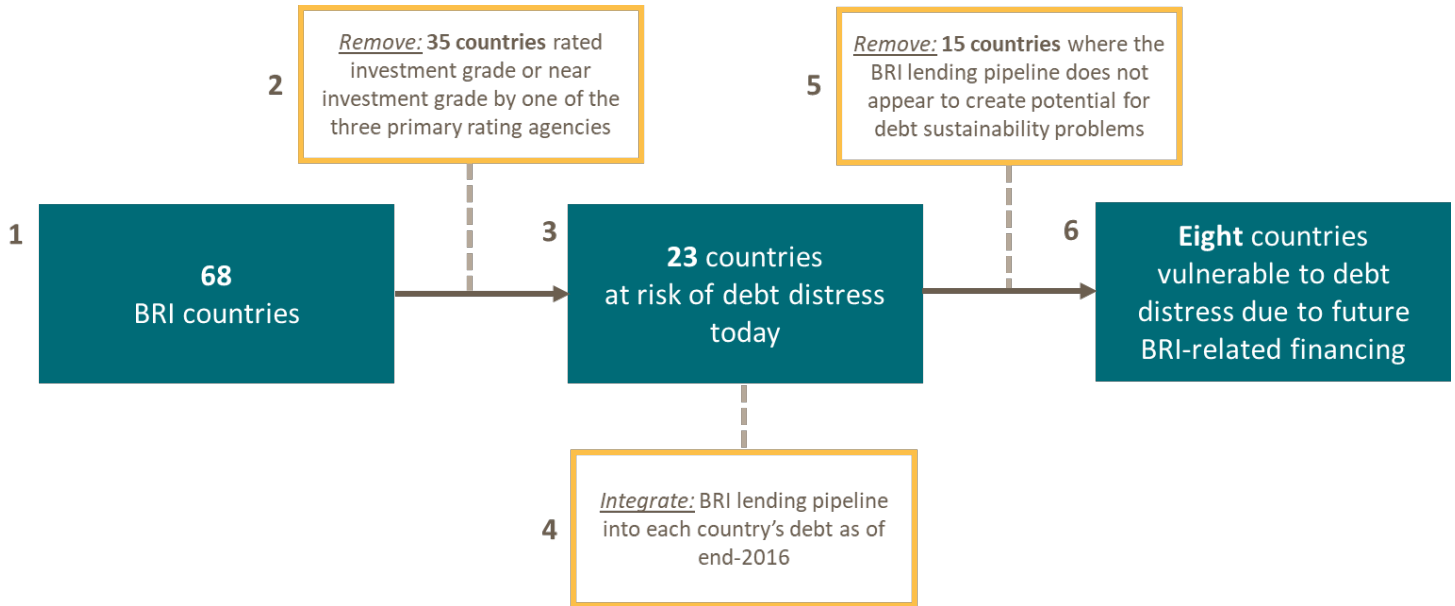 1
68
BRI countries
2
Remove: 35 countries rated
investment grade or near
investment grade by one of the
three primary rating agencies
3
23 countries
at risk of debt distress
today
4
Integrate: BRI lending pipeline
into each country’s debt as of
end-2016
5
Remove: 15 countries where the
BRI lending pipeline does not
appear to create potential for
debt sustainability problems
6
Eight countries
vulnerable to debt
distress due to future
BRI-related financing